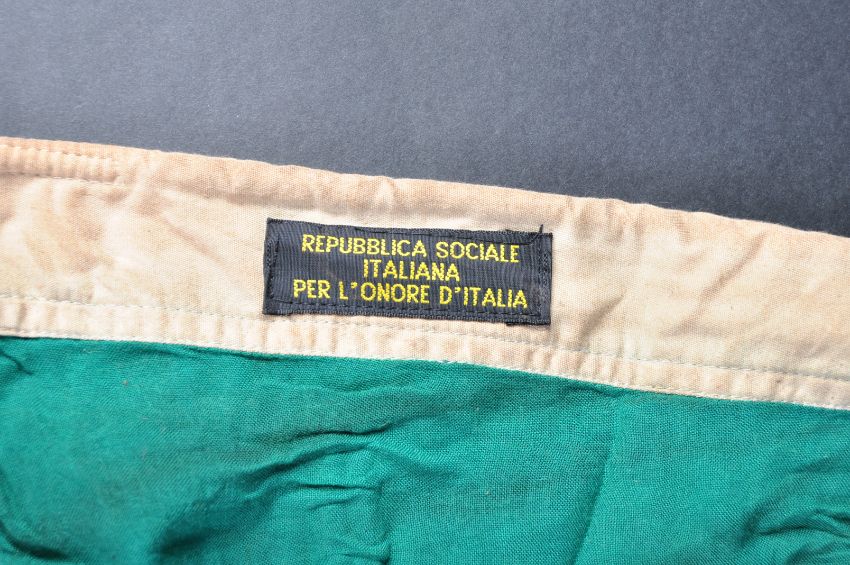 REPUBBLICA SOCIALE
ITALIANA
PER L'ONORE D'ITALIA